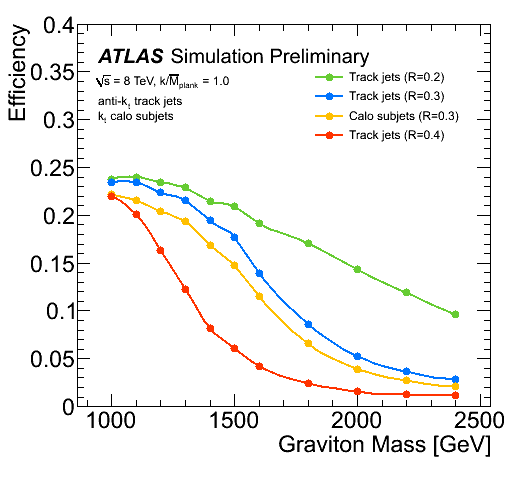 ATLAS Simulation Preliminary
√s = 8 TeV, k/M̅plank = 1.0
anti-kt track jets
kt calo subjets
Track jets (R=0.2)
Track jets (R=0.3)
Calo subjets (R=0.3)
Track jets (R=0.4)
Efficiency
0.4
0.35
0.3
0.25
0.2
0.15
0.1
0.05
0
1000 1500 2000 2500
Graviton Mass [GeV]